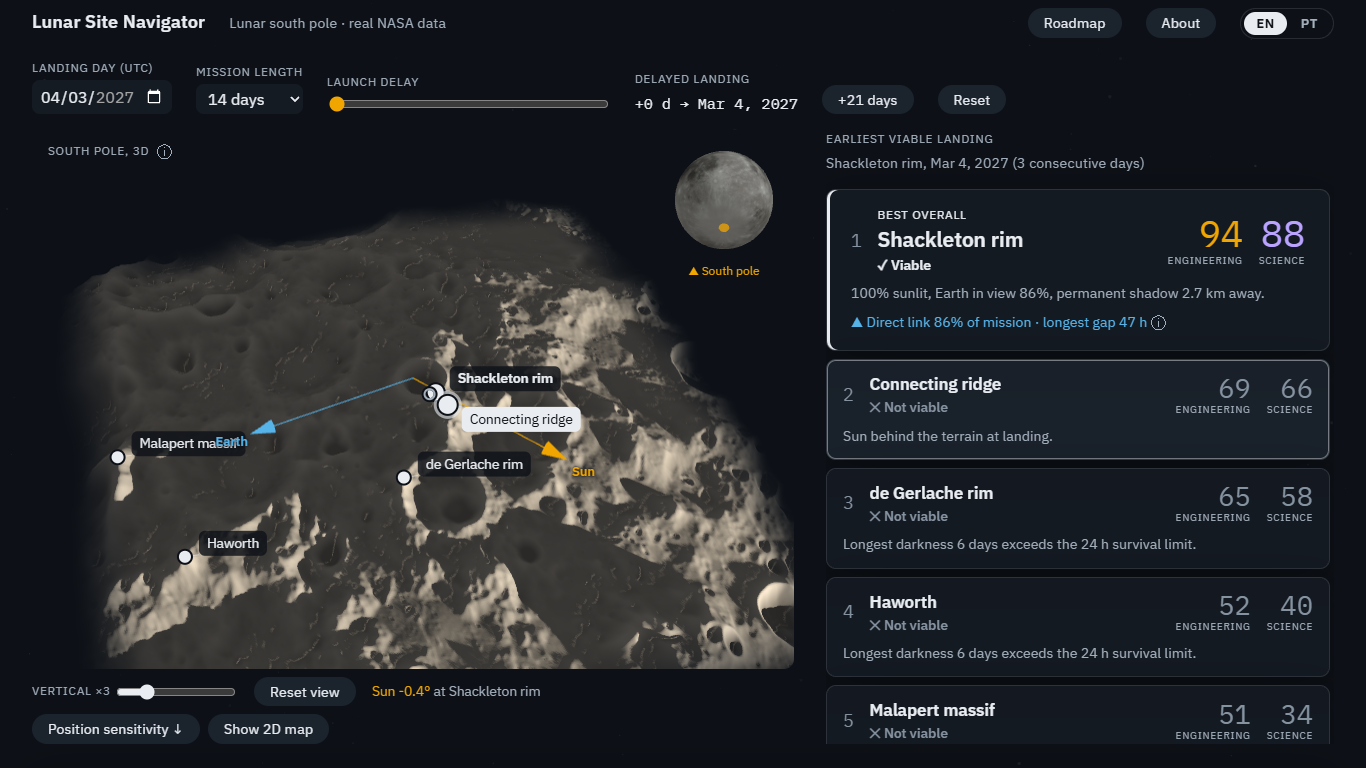 Lunar Site Navigator
Lunar south pole · real NASA data
Roadmap
About
EN
PT
LANDING DAY (UTC)
04/03/2027
MISSION LENGTH
14 days
LAUNCH DELAY
DELAYED LANDING
+0 d → Mar 4, 2027
+21 days
Reset
SOUTH POLE, 3D
▲ South pole
Shackleton rim
Connecting ridge
Malapert massif
Earth
de Gerlache rim
Sun
Haworth
VERTICAL ×3
Reset view
Sun -0.4° at Shackleton rim
Position sensitivity ↓
Show 2D map
EARLIEST VIABLE LANDING
Shackleton rim, Mar 4, 2027 (3 consecutive days)
BEST OVERALL
1 Shackleton rim
✓ Viable
94 ENGINEERING
88 SCIENCE
100% sunlit, Earth in view 86%, permanent shadow 2.7 km away.
▲ Direct link 86% of mission · longest gap 47 h
2 Connecting ridge
✕ Not viable
69 ENGINEERING
66 SCIENCE
Sun behind the terrain at landing.
3 de Gerlache rim
✕ Not viable
65 ENGINEERING
58 SCIENCE
Longest darkness 6 days exceeds the 24 h survival limit.
4 Haworth
✕ Not viable
52 ENGINEERING
40 SCIENCE
Longest darkness 6 days exceeds the 24 h survival limit.
5 Malapert massif
✕ Not viable
51 ENGINEERING
34 SCIENCE